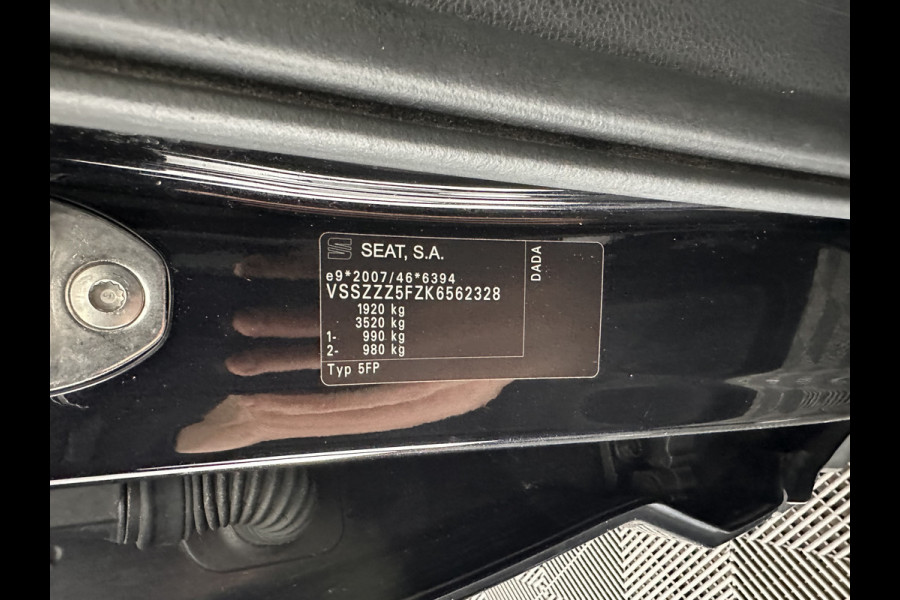 SEAT, S.A.
e9*2007/46*6394
VSSZZZ5FZK6562328
1920 kg
3520 kg
1- 990 kg
2- 980 kg
Typ 5FP
DADA